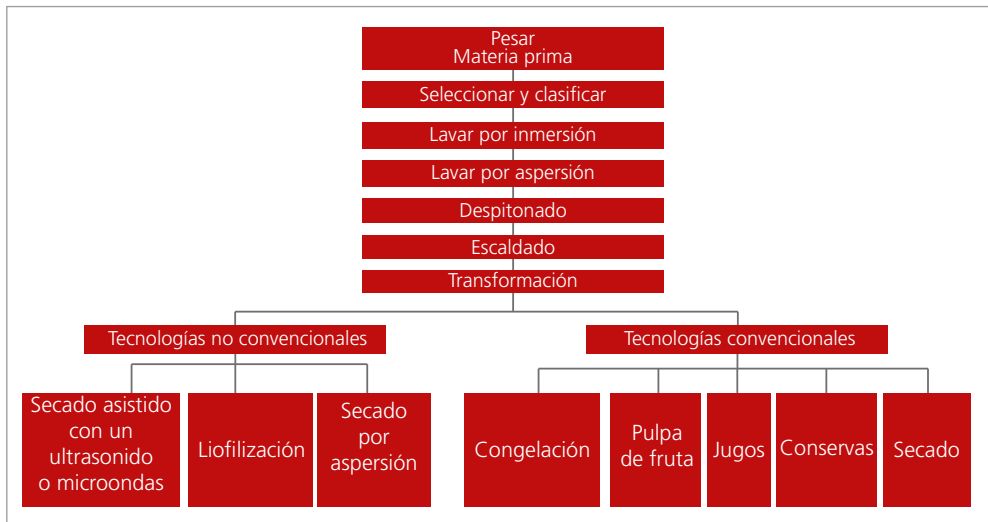 Pesar
Materia prima
Seleccionar y clasificar
Lavar por inmersión
Lavar por aspersión
Despitonado
Escaldado
Transformación
Tecnologías no convencionales
Tecnologías convencionales
Secado asistido
con un
ultrasonido
o microondas
Liofilización
Secado
por
aspersión
Congelación
Pulpa
de fruta
Jugos
Conservas
Secado